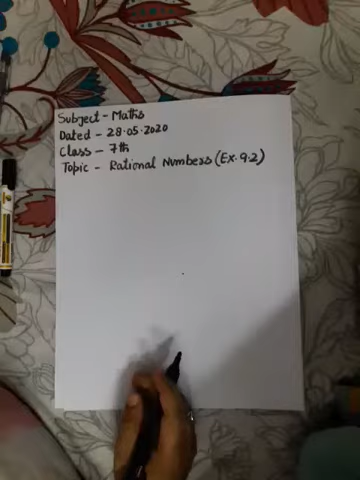 Subject - Maths
Dated - 28.05.2020
Class - 7th
Topic - Rational Numbers (Ex. 9.2)